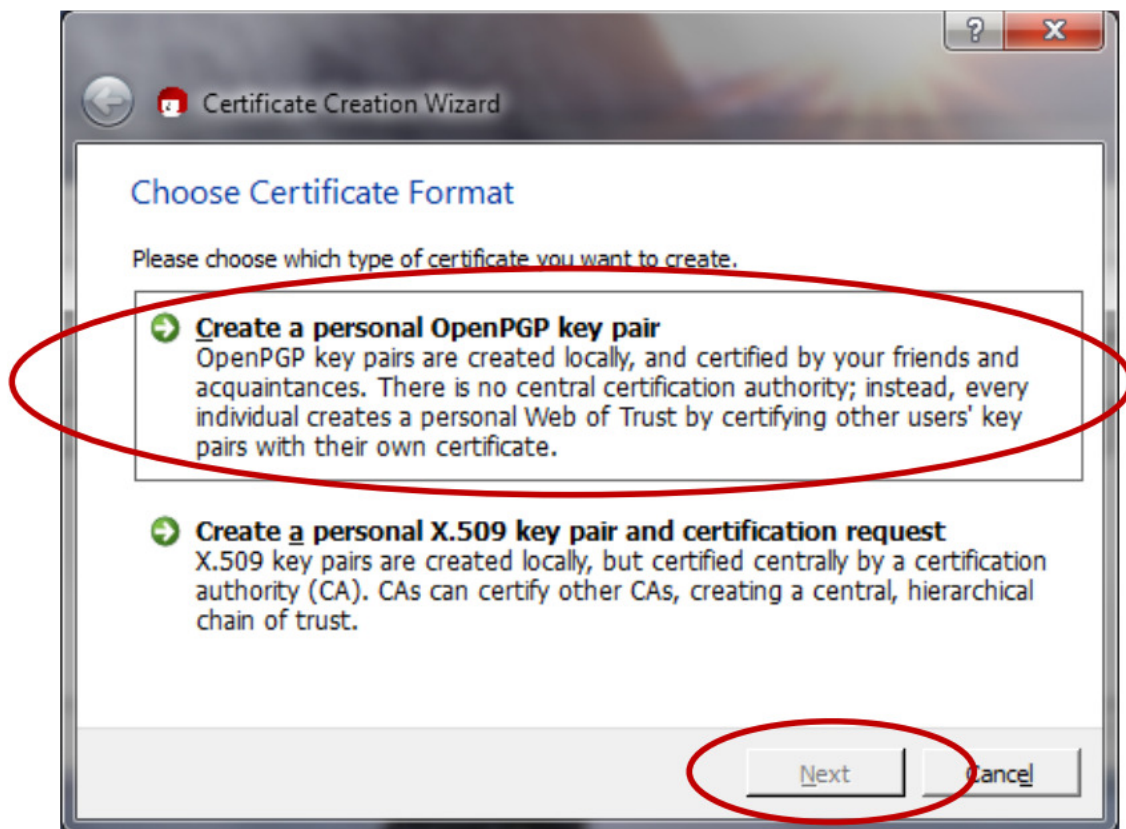 ?
X
Certificate Creation Wizard
Choose Certificate Format
Please choose which type of certificate you want to create.
Create a personal OpenPGP key pair
OpenPGP key pairs are created locally, and certified by your friends and
acquaintances. There is no central certification authority; instead, every
individual creates a personal Web of Trust by certifying other users' key
pairs with their own certificate.
Create a personal X.509 key pair and certification request
X.509 key pairs are created locally, but certified centrally by a certification
authority (CA). CAs can certify other CAs, creating a central, hierarchical
chain of trust.
Next
Cancel